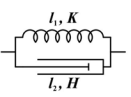 l₁, K
l₂, H